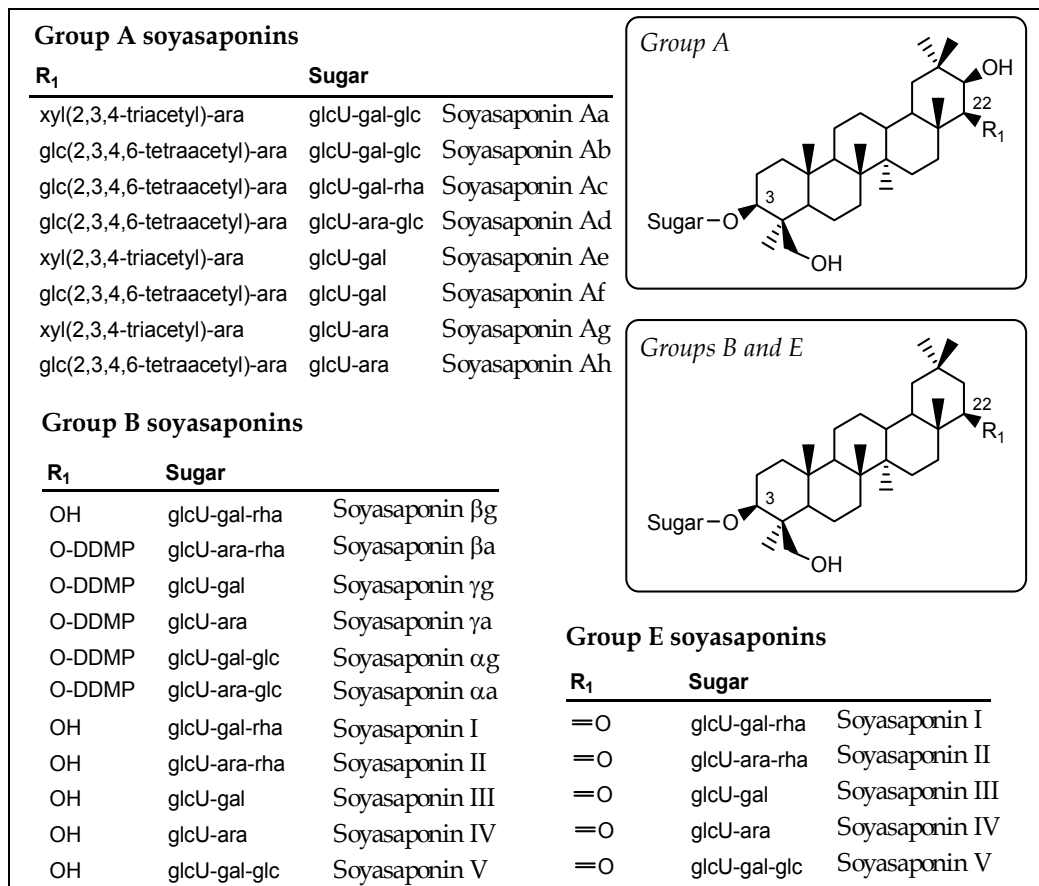 Group A soyasaponins
R1 Sugar
xyl(2,3,4-triacetyl)-ara glcU-gal-glc Soyasaponin Aa
glc(2,3,4,6-tetraacetyl)-ara glcU-gal-glc Soyasaponin Ab
glc(2,3,4,6-tetraacetyl)-ara glcU-gal-rha Soyasaponin Ac
glc(2,3,4,6-tetraacetyl)-ara glcU-ara-glc Soyasaponin Ad
xyl(2,3,4-triacetyl)-ara glcU-gal Soyasaponin Ae
glc(2,3,4,6-tetraacetyl)-ara glcU-gal Soyasaponin Af
xyl(2,3,4-triacetyl)-ara glcU-ara Soyasaponin Ag
glc(2,3,4,6-tetraacetyl)-ara glcU-ara Soyasaponin Ah
Group A
OH
22
R1
3
Sugar-O
OH
Groups B and E
22
R1
3
Sugar-O
OH
Group B soyasaponins
R1 Sugar
OH glcU-gal-rha Soyasaponin βg
O-DDMP glcU-ara-rha Soyasaponin βa
O-DDMP glcU-gal Soyasaponin γg
O-DDMP glcU-ara Soyasaponin γa
O-DDMP glcU-gal-glc Soyasaponin αg
O-DDMP glcU-ara-glc Soyasaponin αa
OH glcU-gal-rha Soyasaponin I
OH glcU-ara-rha Soyasaponin II
OH glcU-gal Soyasaponin III
OH glcU-ara Soyasaponin IV
OH glcU-gal-glc Soyasaponin V
Group E soyasaponins
R1 Sugar
=O glcU-gal-rha Soyasaponin I
=O glcU-ara-rha Soyasaponin II
=O glcU-gal Soyasaponin III
=O glcU-ara Soyasaponin IV
=O glcU-gal-glc Soyasaponin V